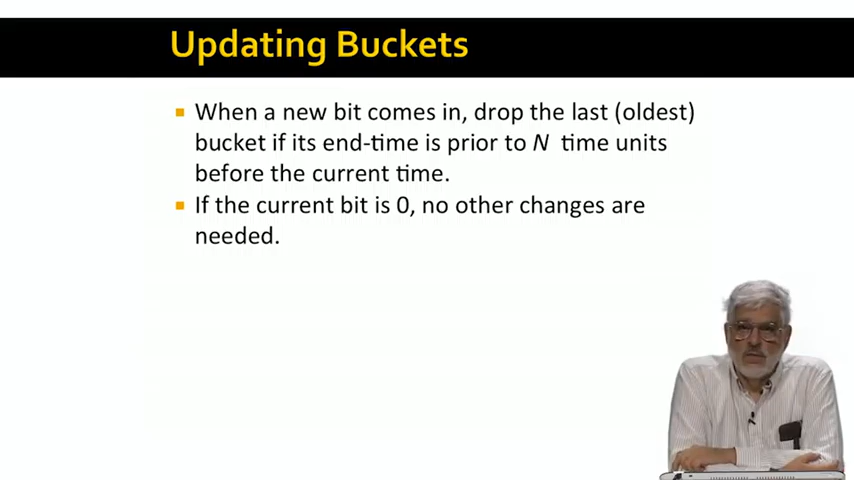 Updating Buckets
When a new bit comes in, drop the last (oldest)
bucket if its end-time is prior to N time units
before the current time.
If the current bit is 0, no other changes are
needed.